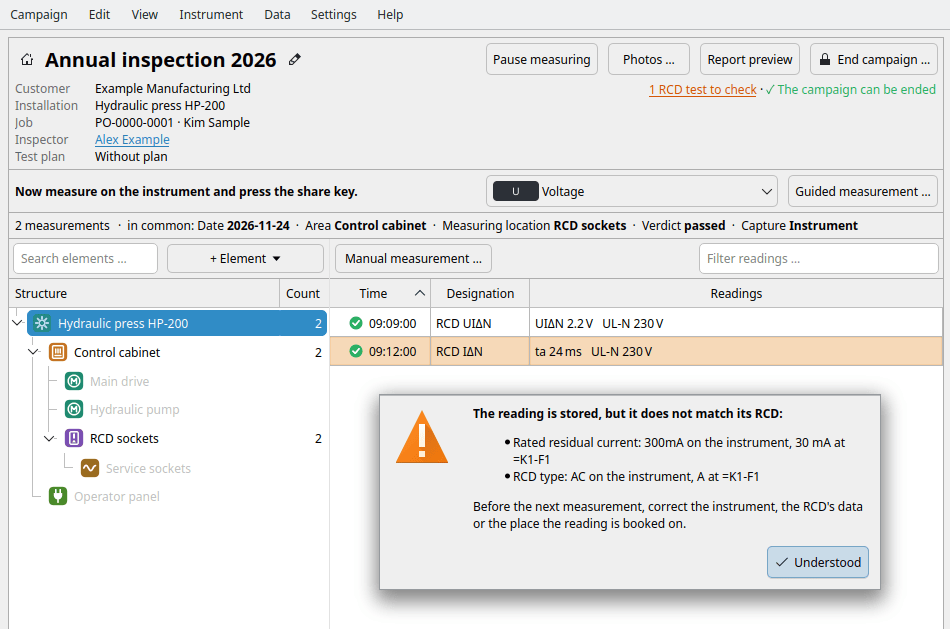 Campaign Edit View Instrument Data Settings Help
Annual inspection 2026
Pause measuring
Photos ...
Report preview
End campaign ...
Customer Example Manufacturing Ltd
1 RCD test to check · ✓ The campaign can be ended
Installation Hydraulic press HP-200
Job PO-0000-0001 · Kim Sample
Inspector Alex Example
Test plan Without plan
Now measure on the instrument and press the share key.
U Voltage
Guided measurement ...
2 measurements · in common: Date 2026-11-24 · Area Control cabinet · Measuring location RCD sockets · Verdict passed · Capture Instrument
Search elements ...
+ Element
Manual measurement ...
Filter readings ...
Structure Count Time Designation Readings
Hydraulic press HP-200 2
09:09:00 RCD UIΔN UIΔN 2.2 V UL-N 230 V
Control cabinet 2
09:12:00 RCD IΔN ta 24 ms UL-N 230 V
Main drive
Hydraulic pump
RCD sockets 2
Service sockets
Operator panel
The reading is stored, but it does not match its RCD:
• Rated residual current: 300mA on the instrument, 30 mA at
=K1-F1
• RCD type: AC on the instrument, A at =K1-F1
Before the next measurement, correct the instrument, the RCD's data
or the place the reading is booked on.
Understood